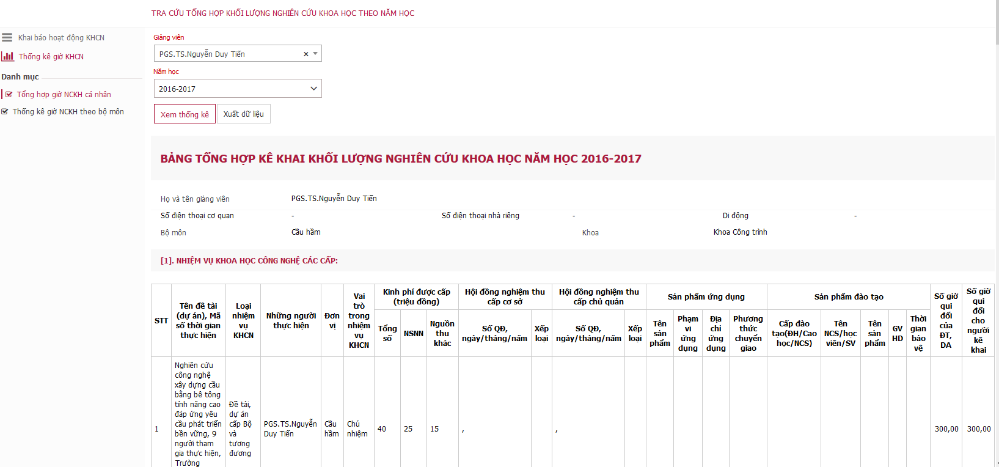 TRA CỨU TỔNG HỢP KHỐI LƯỢNG NGHIÊN CỨU KHOA HỌC THEO NĂM HỌC
Khai báo hoạt động KHCN
Thống kê giờ KHCN
Danh mục
Tổng hợp giờ NCKH cá nhân
Thống kê giờ NCKH theo bộ môn
Giảng viên
PGS.TS.Nguyễn Duy Tiến
Năm học
2016-2017
Xem thống kê
Xuất dữ liệu
BẢNG TỔNG HỢP KÊ KHAI KHỐI LƯỢNG NGHIÊN CỨU KHOA HỌC NĂM HỌC 2016-2017
Họ và tên giảng viên PGS.TS.Nguyễn Duy Tiến
Số điện thoại cơ quan - Số điện thoại nhà riêng - Di động -
Bộ môn Cầu hầm Khoa Khoa Công trình
[1]. NHIỆM VỤ KHOA HỌC CÔNG NGHỆ CÁC CẤP:
STT
Tên đề tài
(dự án), Mã
số thời gian
thực hiện
Loại
nhiệm
vụ
KHCN
Những người
thực hiện
Đơn
vị
Vai
trò
trong
nhiệm
vụ
KHCN
Kinh phí được cấp
(triệu đồng)
Tổng
số
NSNN
Nguồn
thu
khác
Hội đồng nghiệm thu
cấp cơ sở
Số QĐ,
ngày/tháng/năm
Xếp
loại
Hội đồng nghiệm thu
cấp chủ quản
Số QĐ,
ngày/tháng/năm
Xếp
loại
Sản phẩm ứng dụng
Tên
sản
phẩm
Phạm
vi
ứng
dụng
Địa
chỉ
ứng
dụng
Phương
thức
chuyển
giao
Sản phẩm đào tạo
Cấp đào
tạo(ĐH/Cao
học/NCS)
Tên
NCS/học
viên/SV
Tên
sản
phẩm
GV
HD
Thời
gian
bảo
vệ
Số giờ
qui
đổi
của
ĐT,
DA
Số giờ
qui
đổi
cho
người
kê
khai
1
Nghiên cứu
công nghệ
xây dựng cầu
bằng bê tông
tính năng cao
đáp ứng yêu
cầu phát triển
bền vững, 9
người tham
gia thực hiện,
Trường
Đề tài,
dự án
cấp Bộ
và
tương
đương
PGS.TS.Nguyễn
Duy Tiến
Cầu
hầm
Chủ
nhiệm
40
25
15
,
,
300,00
300,00